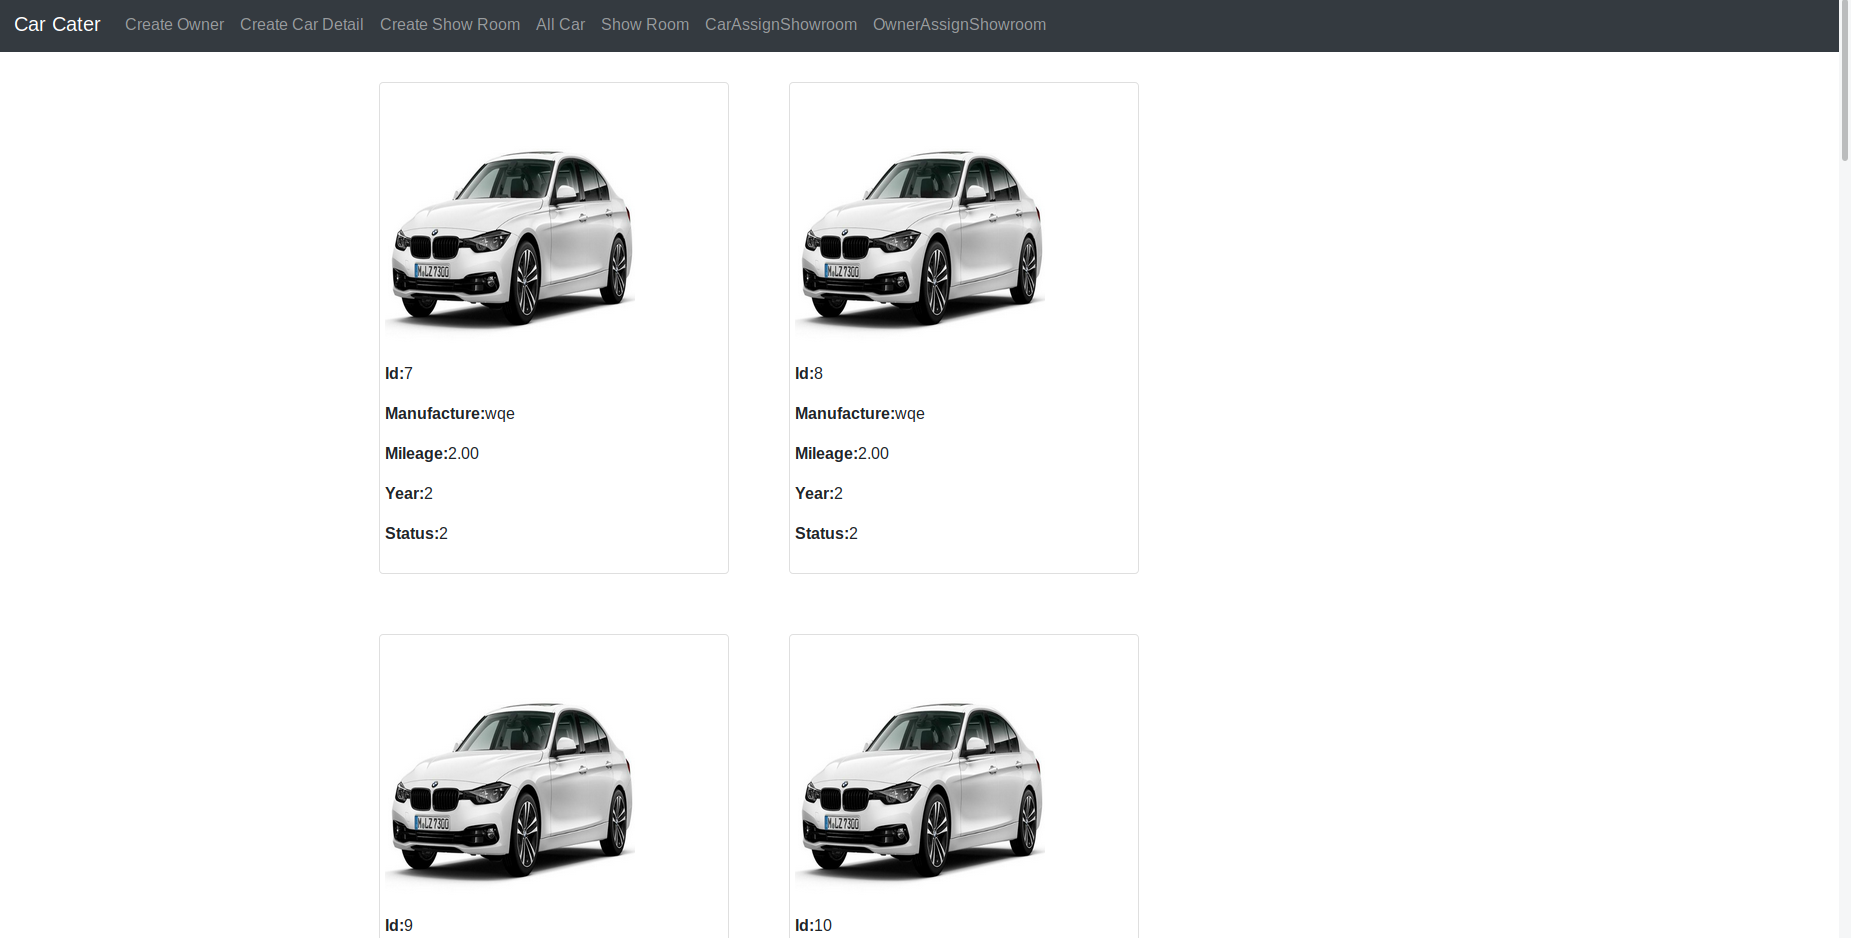 Car Cater Create Owner Create Car Detail Create Show Room All Car Show Room CarAssignShowroom OwnerAssignShowroom
M LZ 7300
M LZ 7300
Id:7
Id:8
Manufacture:wqe
Manufacture:wqe
Mileage:2.00
Mileage:2.00
Year:2
Year:2
Status:2
Status:2
M LZ 7300
M LZ 7300
Id:9
Id:10